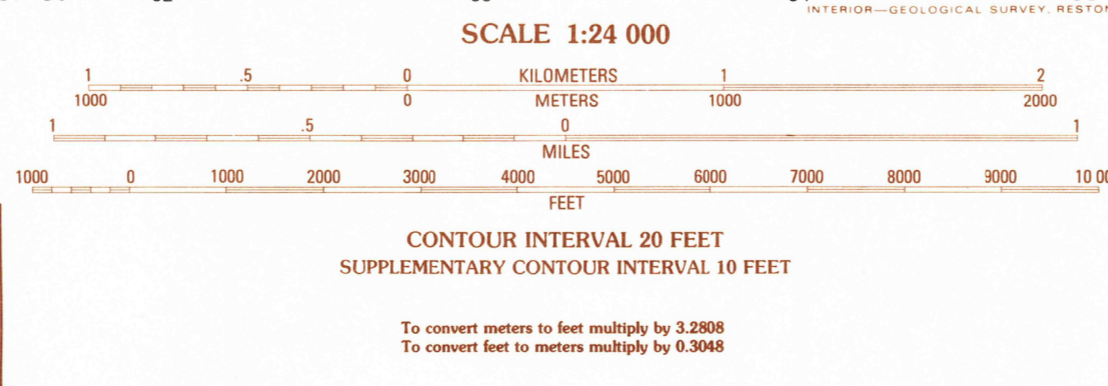 INTERIOR—GEOLOGICAL SURVEY, RESTON
SCALE 1:24 000
1 .5 0 KILOMETERS 1 2
1000 0 METERS 1000 2000
1 .5 0 1
MILES
1000 0 1000 2000 3000 4000 5000 6000 7000 8000 9000 10 00
FEET
CONTOUR INTERVAL 20 FEET
SUPPLEMENTARY CONTOUR INTERVAL 10 FEET
To convert meters to feet multiply by 3.2808
To convert feet to meters multiply by 0.3048